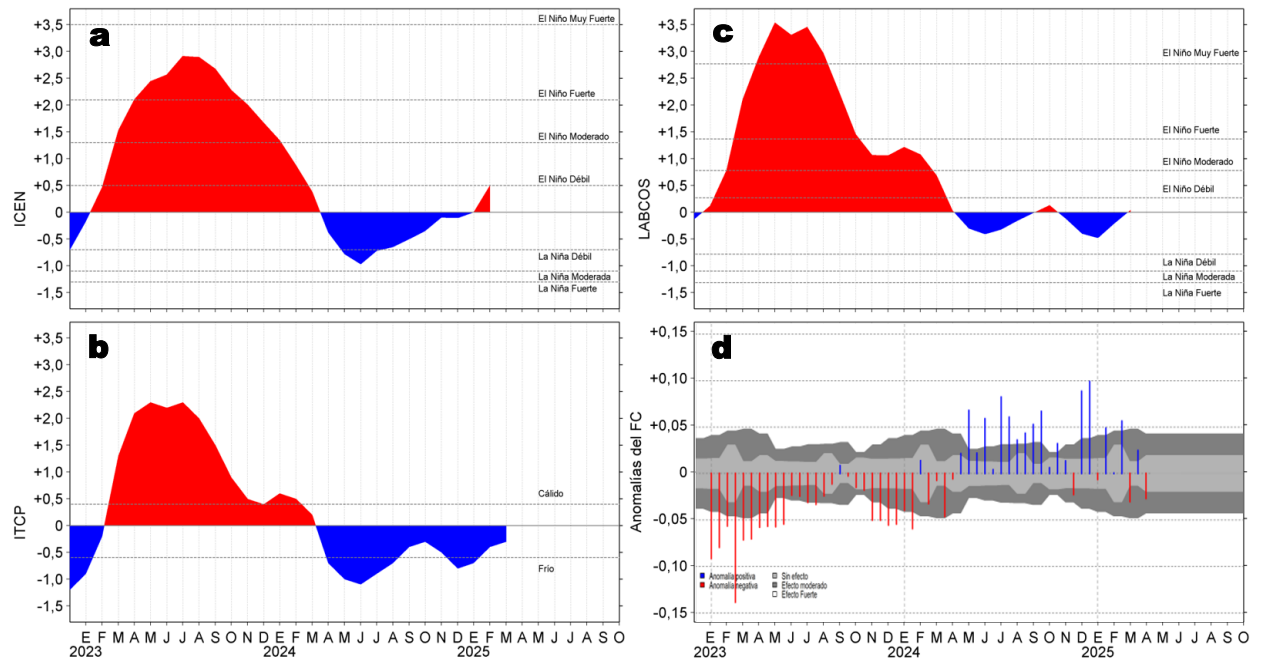 a
ICEN
+3,5
+3,0
+2,5
+2,0
+1,5
+1,0
+0,5
0
-0,5
-1,0
-1,5
El Niño Muy Fuerte
El Niño Fuerte
El Niño Moderado
El Niño Débil
La Niña Débil
La Niña Moderada
La Niña Fuerte
c
LABCOS
+3,5
+3,0
+2,5
+2,0
+1,5
+1,0
+0,5
0
-0,5
-1,0
-1,5
El Niño Muy Fuerte
El Niño Fuerte
El Niño Moderado
El Niño Débil
La Niña Débil
La Niña Moderada
La Niña Fuerte
b
ITCP
+3,5
+3,0
+2,5
+2,0
+1,5
+1,0
+0,5
0
-0,5
-1,0
-1,5
Cálido
Frío
E F M A M J J A S O N D E F M A M J J A S O N D E F M A M J J A S O
2023 2024 2025
d
Anomalías del FC
+0,15
+0,10
+0,05
0
-0,05
-0,10
-0,15
Anomalía positiva Sin efecto
Anomalía negativa Efecto moderado
Efecto Fuerte
E F M A M J J A S O N D E F M A M J J A S O N D E F M A M J J A S O
2023 2024 2025